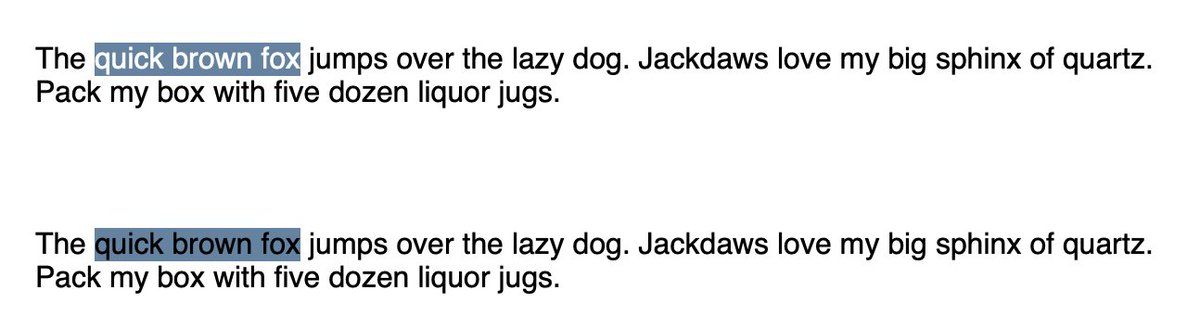 The quick brown fox jumps over the lazy dog. Jackdaws love my big sphinx of quartz.
Pack my box with five dozen liquor jugs.
The quick brown fox jumps over the lazy dog. Jackdaws love my big sphinx of quartz.
Pack my box with five dozen liquor jugs.